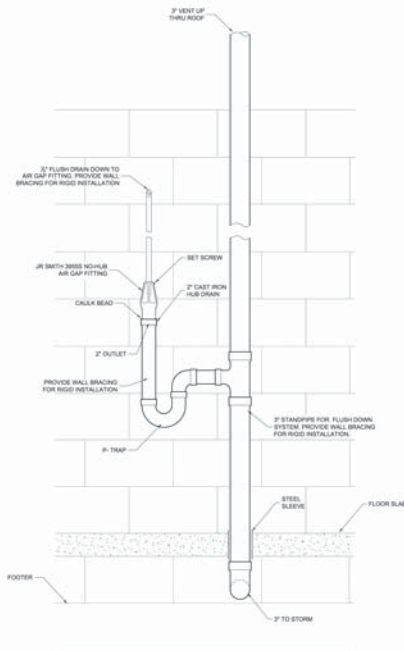 3" VENT UP
THRU ROOF
½" FLUSH DRAIN DOWN TO
AIR GAP FITTING. PROVIDE WALL
BRACING FOR RIGID INSTALLATION
SET SCREW
JR SMITH 3955S NO-HUB
AIR GAP FITTING
2" CAST IRON
HUB DRAIN
CAULK BEAD
2" OUTLET
PROVIDE WALL BRACING
FOR RIGID INSTALLATION
3" STANDPIPE FOR FLUSH DOWN
SYSTEM. PROVIDE WALL BRACING
FOR RIGID INSTALLATION.
P- TRAP
STEEL
SLEEVE
FLOOR SLAB
FOOTER
3" TO STORM